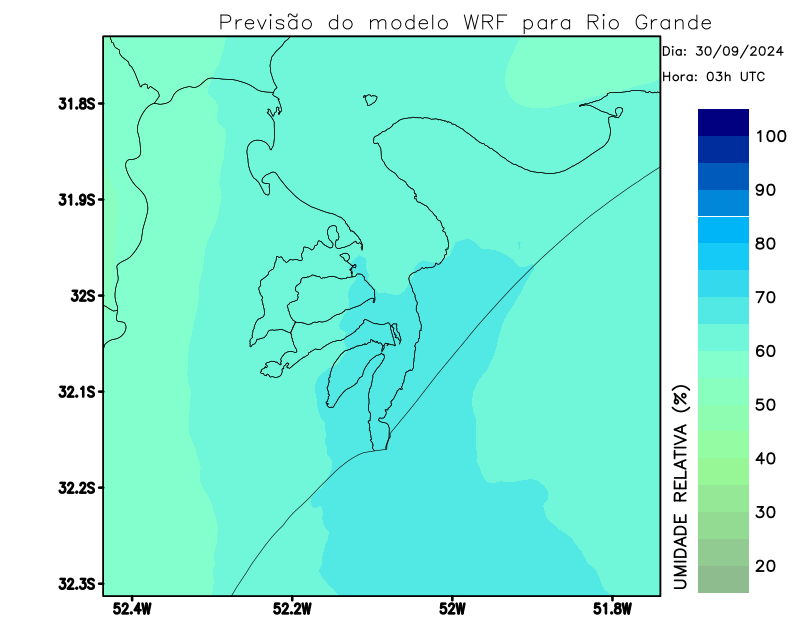 Previsão do modelo WRF para Rio Grande
Dia: 30/09/2024
Hora: 03h UTC
31.8S
31.9S
32S
32.1S
32.2S
32.3S
52.4W
52.2W
52W
51.8W
100
90
80
70
60
50
40
30
20
UMIDADE RELATIVA (%)